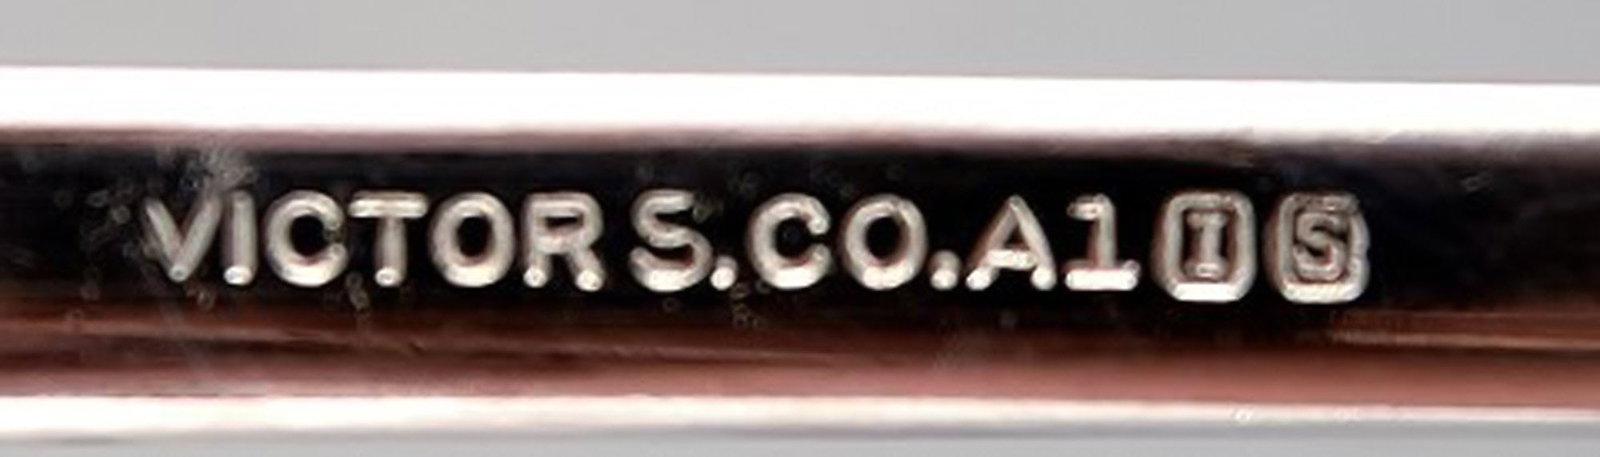 VICTOR S.CO.A1 I S